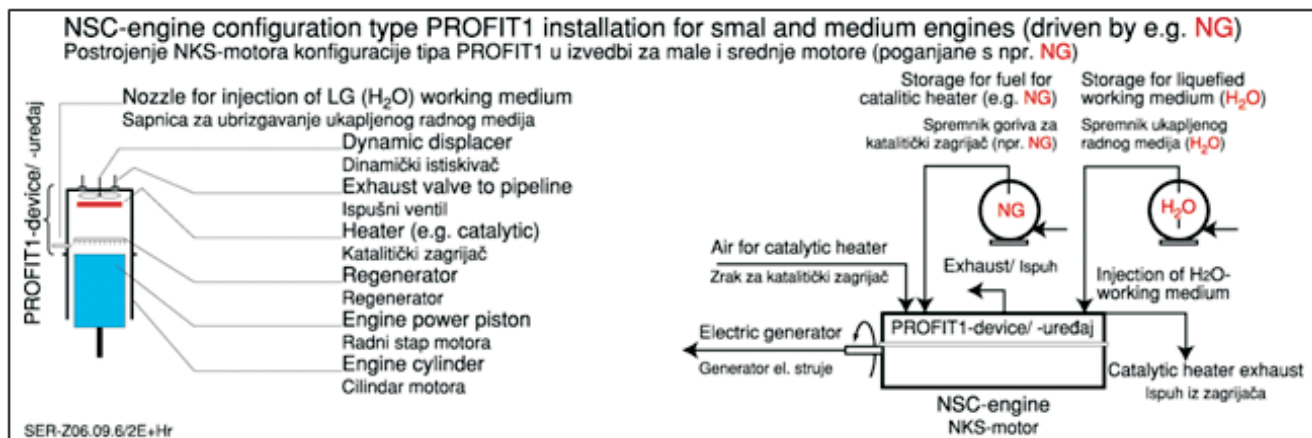 NSC-engine configuration type PROFIT1 installation for smal and medium engines (driven by e.g. NG)
Postrojenje NKS-motora konfiguracije tipa PROFIT1 u izvedbi za male i srednje motore (poganjane s npr. NG)
PROFIT1-device/ -uređaj
Nozzle for injection of LG (H₂O) working medium
Sapnica za ubrizgavanje ukapljenog radnog medija
Dynamic displacer
Dinamički istiskivač
Exhaust valve to pipeline
Ispušni ventil
Heater (e.g. catalytic)
Katalitički zagrijač
Regenerator
Regenerator
Engine power piston
Radni stap motora
Engine cylinder
Cilindar motora
SER-Z06.09.6/2E+Hr
Storage for fuel for
catalitic heater (e.g. NG)
Spremnik goriva za
katalitički zagrijač (npr. NG)
Storage for liquefied
working medium (H₂O)
Spremnik ukapljenog
radnog medija (H₂O)
NG
H₂O
Air for catalytic heater
Zrak za katalitički zagrijač
Exhaust/ Ispuh
Injection of H2O-
working medium
Electric generator
Generator el. struje
PROFIT1-device/ -uređaj
Catalytic heater exhaust
Ispuh iz zagrijača
NSC-engine
NKS-motor